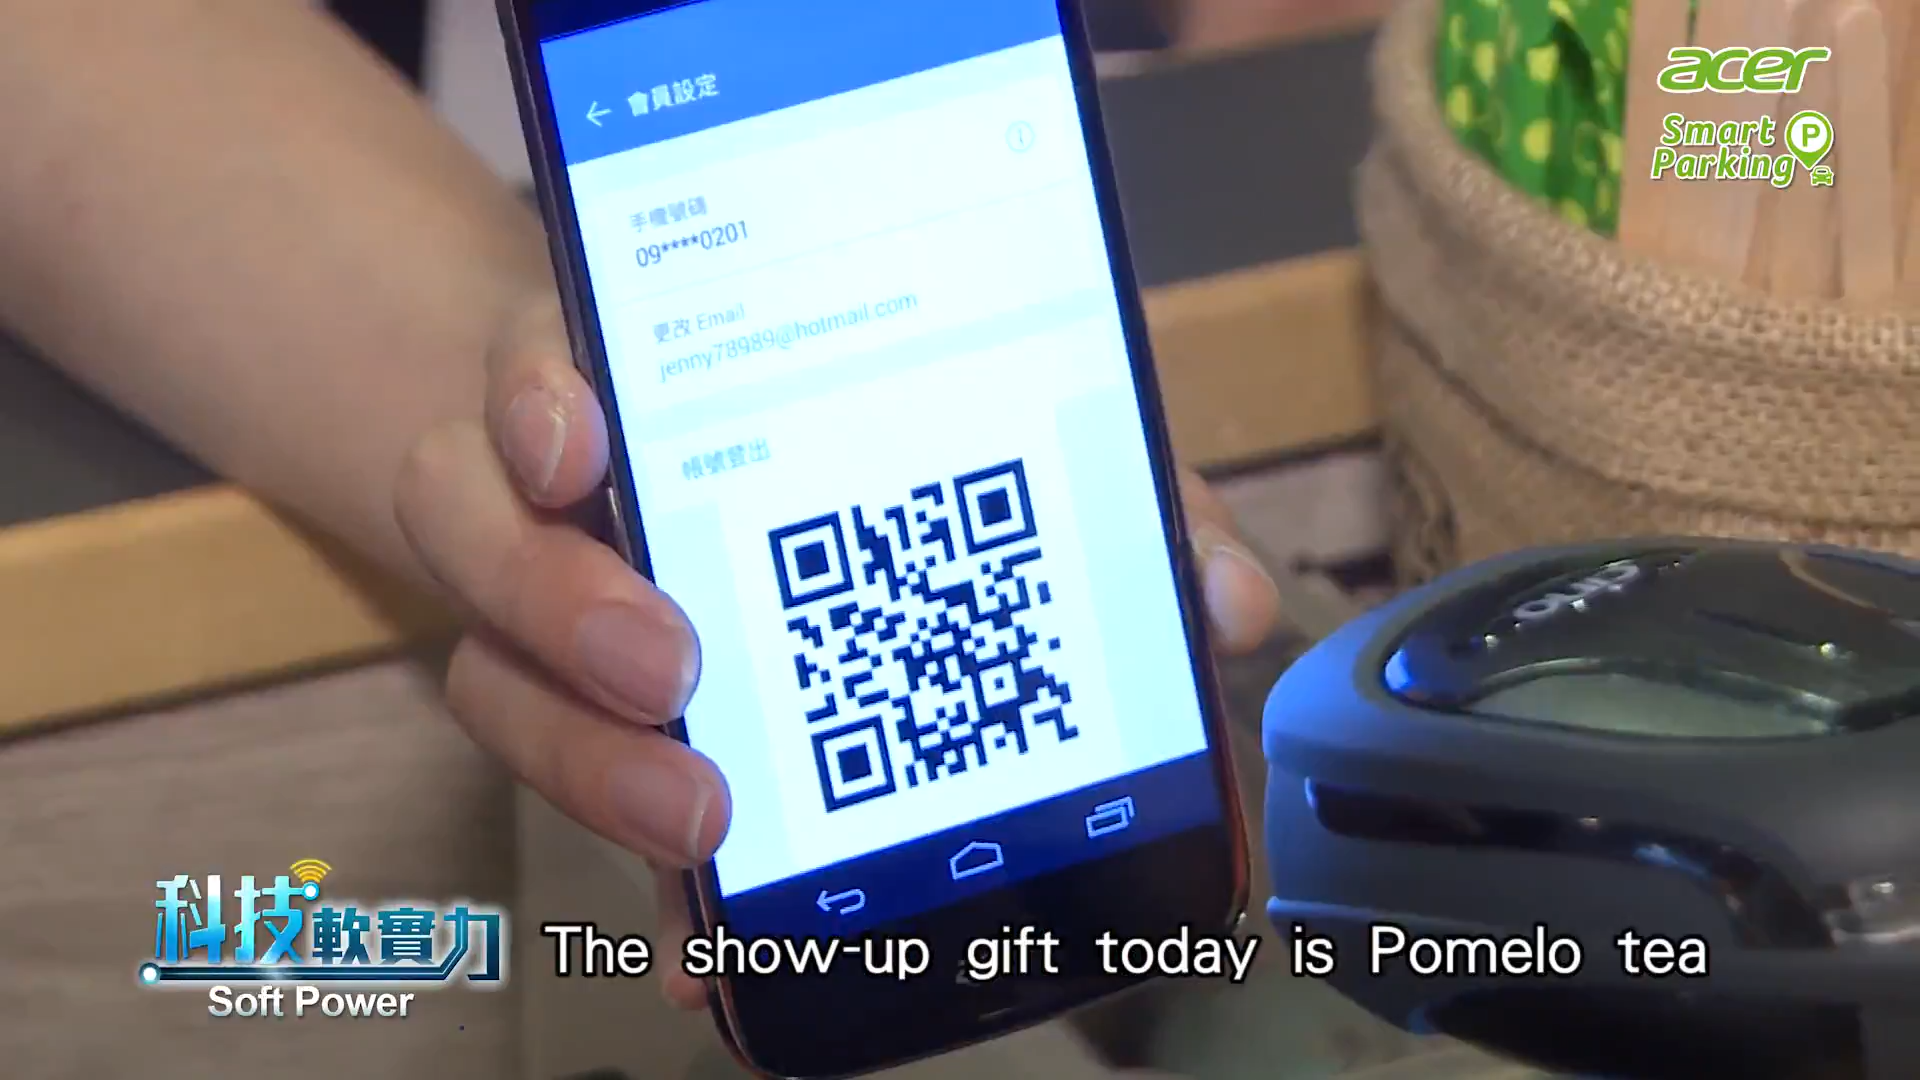 acer
Smart P
Parking
會員設定
手機號碼
09****0201
更改 Email
jenny78989@hotmail.com
帳號登出
cino
科技軟實力
Soft Power
The show-up gift today is Pomelo tea